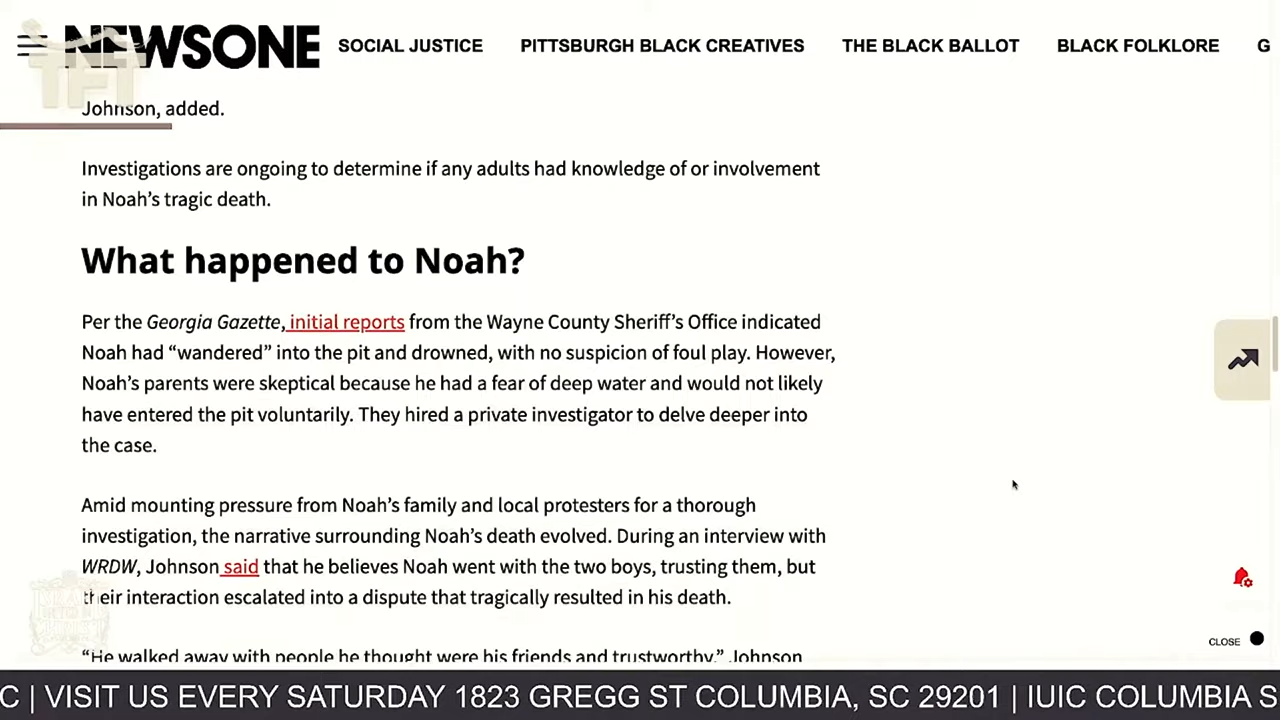 NEWSONE SOCIAL JUSTICE PITTSBURGH BLACK CREATIVES THE BLACK BALLOT BLACK FOLKLORE G
TFT
Johnson, added.
Investigations are ongoing to determine if any adults had knowledge of or involvement
in Noah’s tragic death.
What happened to Noah?
Per the Georgia Gazette, initial reports from the Wayne County Sheriff’s Office indicated
Noah had “wandered” into the pit and drowned, with no suspicion of foul play. However,
Noah’s parents were skeptical because he had a fear of deep water and would not likely
have entered the pit voluntarily. They hired a private investigator to delve deeper into
the case.
Amid mounting pressure from Noah’s family and local protesters for a thorough
investigation, the narrative surrounding Noah’s death evolved. During an interview with
WRDW, Johnson said that he believes Noah went with the two boys, trusting them, but
their interaction escalated into a dispute that tragically resulted in his death.
“He walked away with people he thought were his friends and trustworthy,” Johnson
CLOSE
C | VISIT US EVERY SATURDAY 1823 GREGG ST COLUMBIA, SC 29201 | IUIC COLUMBIA S